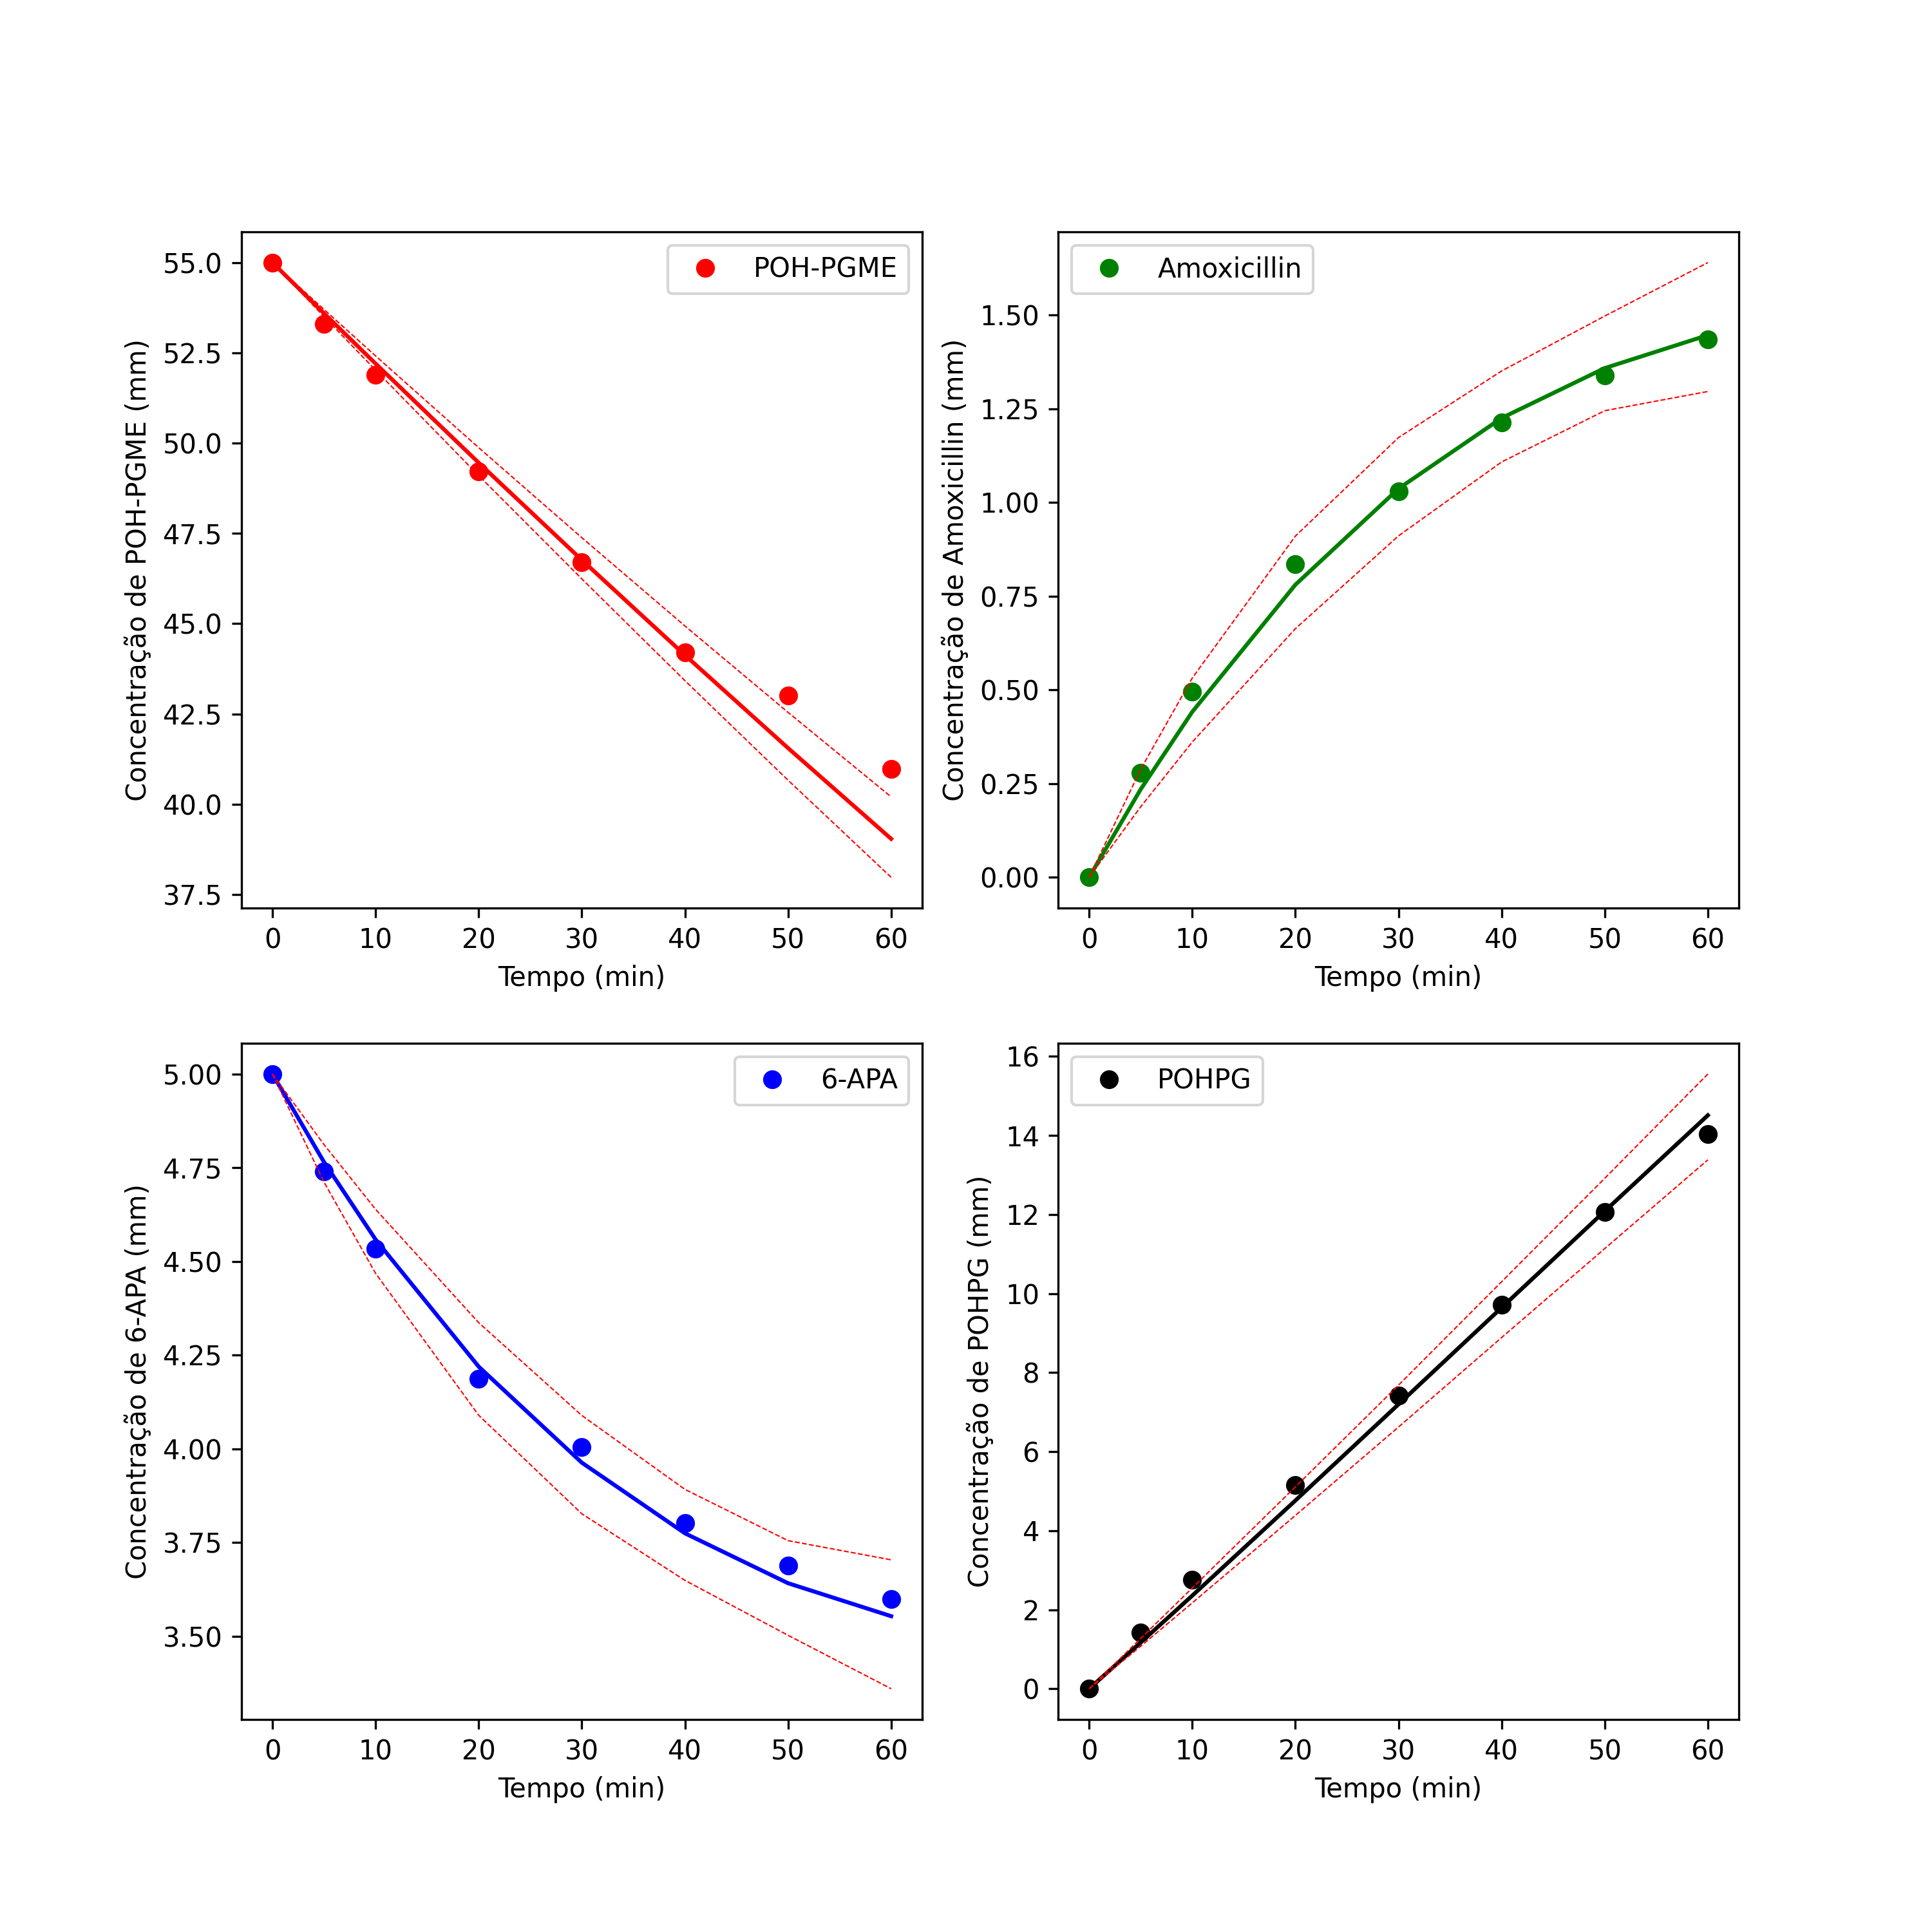 POH-PGME
Concentração de POH-PGME (mm)
55.0
52.5
50.0
47.5
45.0
42.5
40.0
37.5
0 10 20 30 40 50 60
Tempo (min)
Amoxicillin
Concentração de Amoxicillin (mm)
1.50
1.25
1.00
0.75
0.50
0.25
0.00
0 10 20 30 40 50 60
Tempo (min)
6-APA
Concentração de 6-APA (mm)
5.00
4.75
4.50
4.25
4.00
3.75
3.50
0 10 20 30 40 50 60
Tempo (min)
POHPG
Concentração de POHPG (mm)
16
14
12
10
8
6
4
2
0
0 10 20 30 40 50 60
Tempo (min)